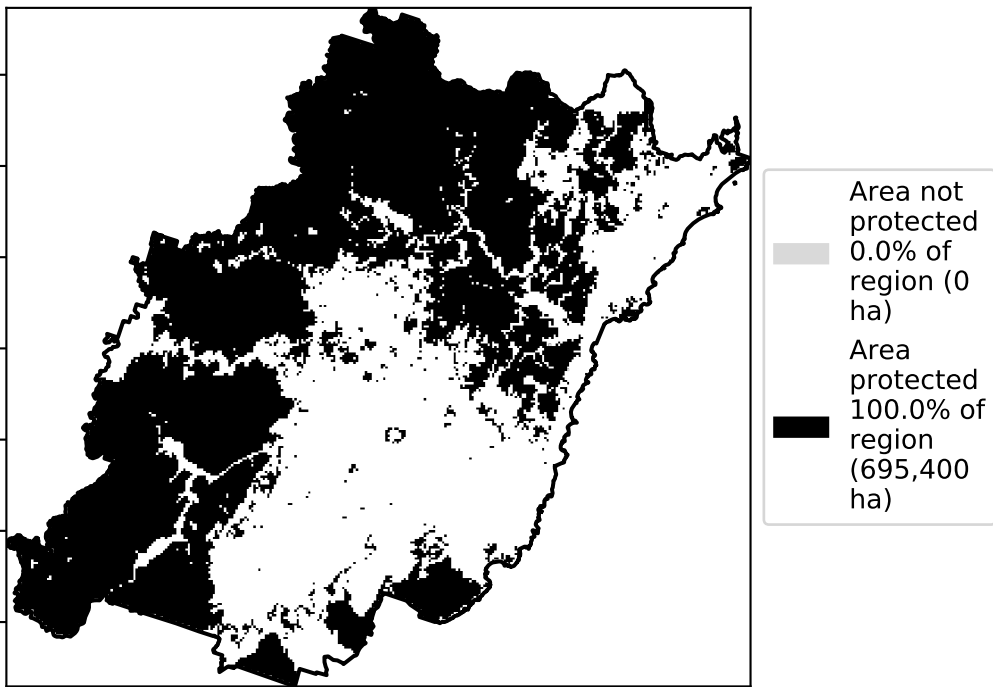 Area not
protected
0.0% of
region (0
ha)
Area
protected
100.0% of
region
(695,400
ha)